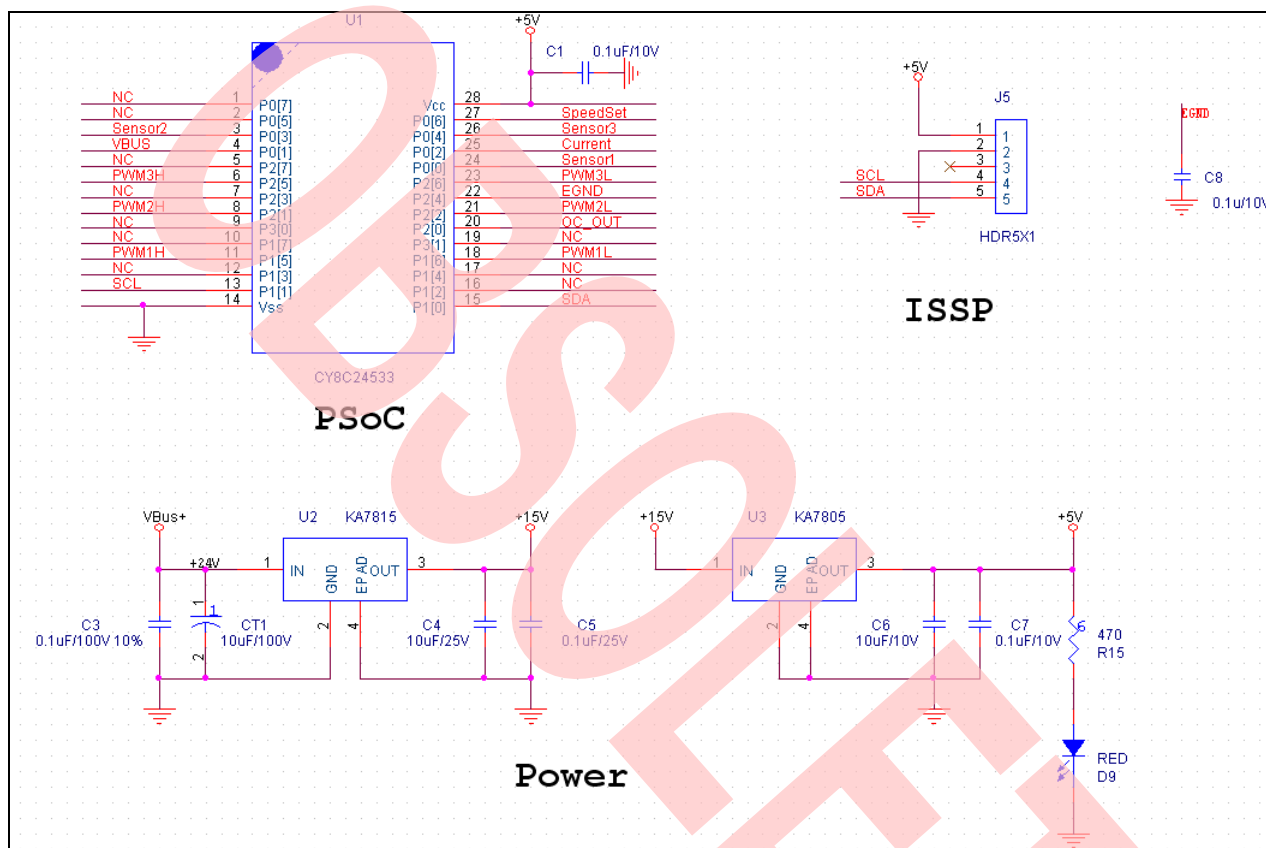 U1
+5V
C1 0.1uF/10V
NC 1 P0[7] Vcc 28
NC 2 P0[5] P0[6] 27 SpeedSet
Sensor2 3 P0[3] P0[4] 26 Sensor3
VBUS 4 P0[1] P0[2] 25 Current
NC 5 P2[7] P0[0] 24 Sensor1
PWM3H 6 P2[5] P2[6] 23 PWM3L
NC 7 P2[3] P2[4] 22 EGND
PWM2H 8 P2[1] P2[2] 21 PWM2L
NC 9 P3[0] P2[0] 20 OC_OUT
NC 10 P1[7] P3[1] 19 NC
PWM1H 11 P1[5] P1[6] 18 PWM1L
NC 12 P1[3] P1[4] 17 NC
SCL 13 P1[1] P1[2] 16 NC
14 Vss P1[0] 15 SDA
CY8C24533
PSoC
+5V
J5
1 1
2 2
3 3
SCL 4 4
SDA 5 5
HDR5X1
ISSP
EGND
C8
0.1u/10V
VBus+
U2 KA7815
+15V
+24V
1 IN GND EPAD OUT 3
2 4
C3
0.1uF/100V 10%
1 1
CT1
10uF/100V
2
C4
10uF/25V
C5
0.1uF/25V
+15V
U3 KA7805
+5V
1 IN GND EPAD OUT 3
2 4
C6
10uF/10V
C7
0.1uF/10V
6
470
R15
RED
D9
Power